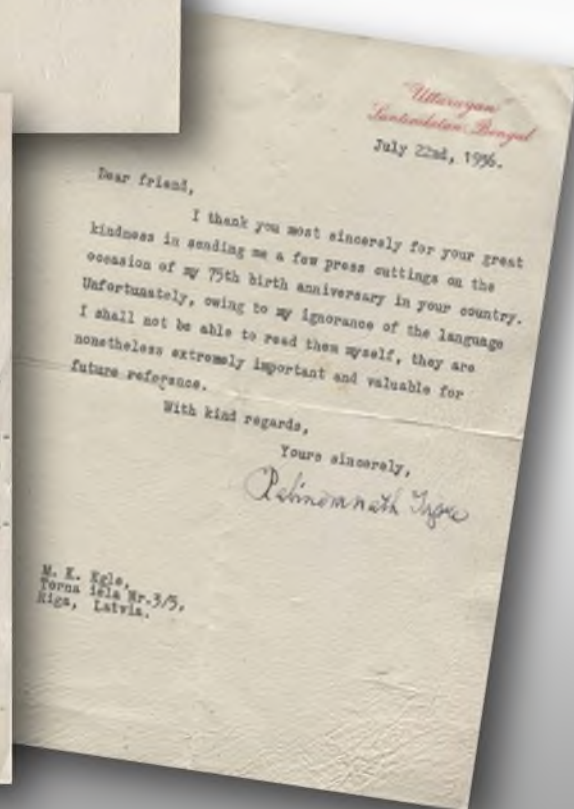 "Uttarayan"
Santiniketan, Bengal
July 22nd, 1936.
Dear friend,
I thank you most sincerely for your great
kindness in sending me a few press cuttings on the
occasion of my 75th birth anniversary in your country.
Unfortunately, owing to my ignorance of the language
I shall not be able to read them myself, they are
nonetheless extremely important and valuable for
future reference.
With kind regards,
Yours sincerely,
Rabindranath Tagore
M. K. Egle,
Torna iela Nr.3/5,
Riga, Latvia.